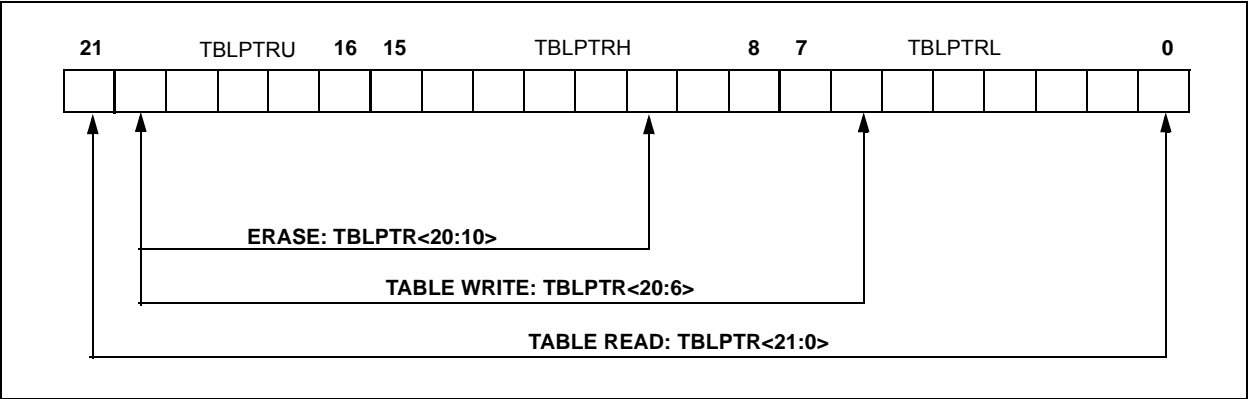 21 TBLPTRU 16 15 TBLPTRH 8 7 TBLPTRL 0
ERASE: TBLPTR<20:10>
TABLE WRITE: TBLPTR<20:6>
TABLE READ: TBLPTR<21:0>